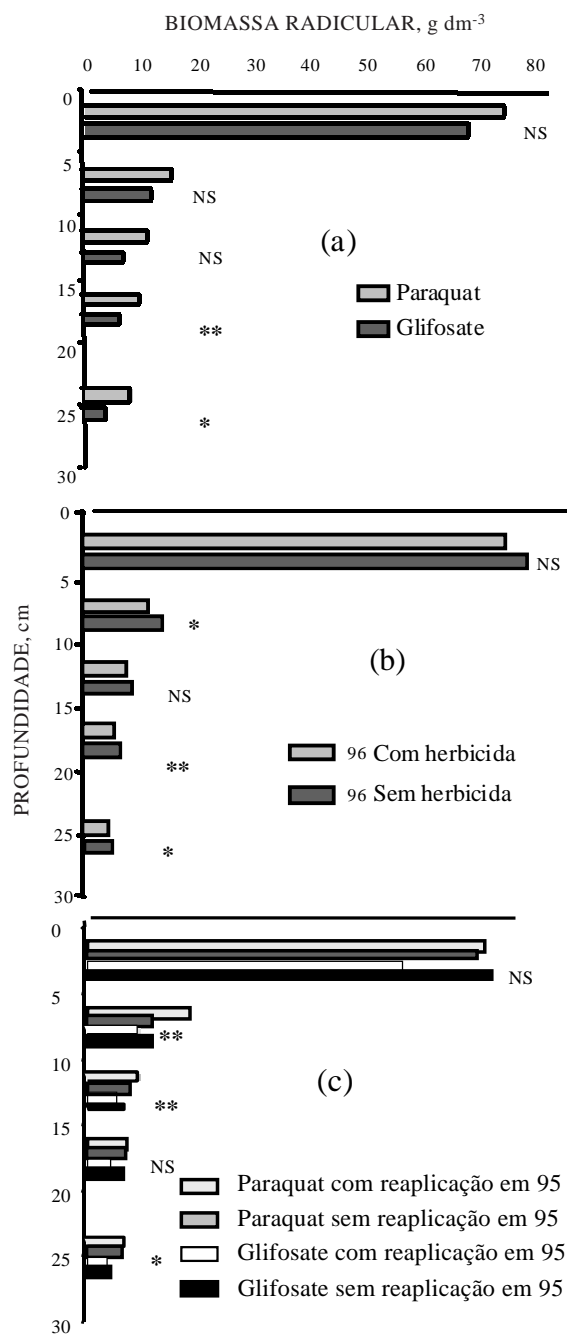 BIOMASSA RADICULAR, g dm-3
0 10 20 30 40 50 60 70 80
0
NS
5
NS
10
NS
(a)
15
Paraquat
Glifosate
**
20
25
*
30
PROFUNDIDADE, cm
0
NS
5
*
10
(b)
NS
15
96 Com herbicida
**
20
96 Sem herbicida
25
*
30
0
NS
5
**
10
(c)
**
15
NS
Paraquat com reaplicação em 95
20
Paraquat sem reaplicação em 95
Glifosate com reaplicação em 95
25
*
Glifosate sem reaplicação em 95
30